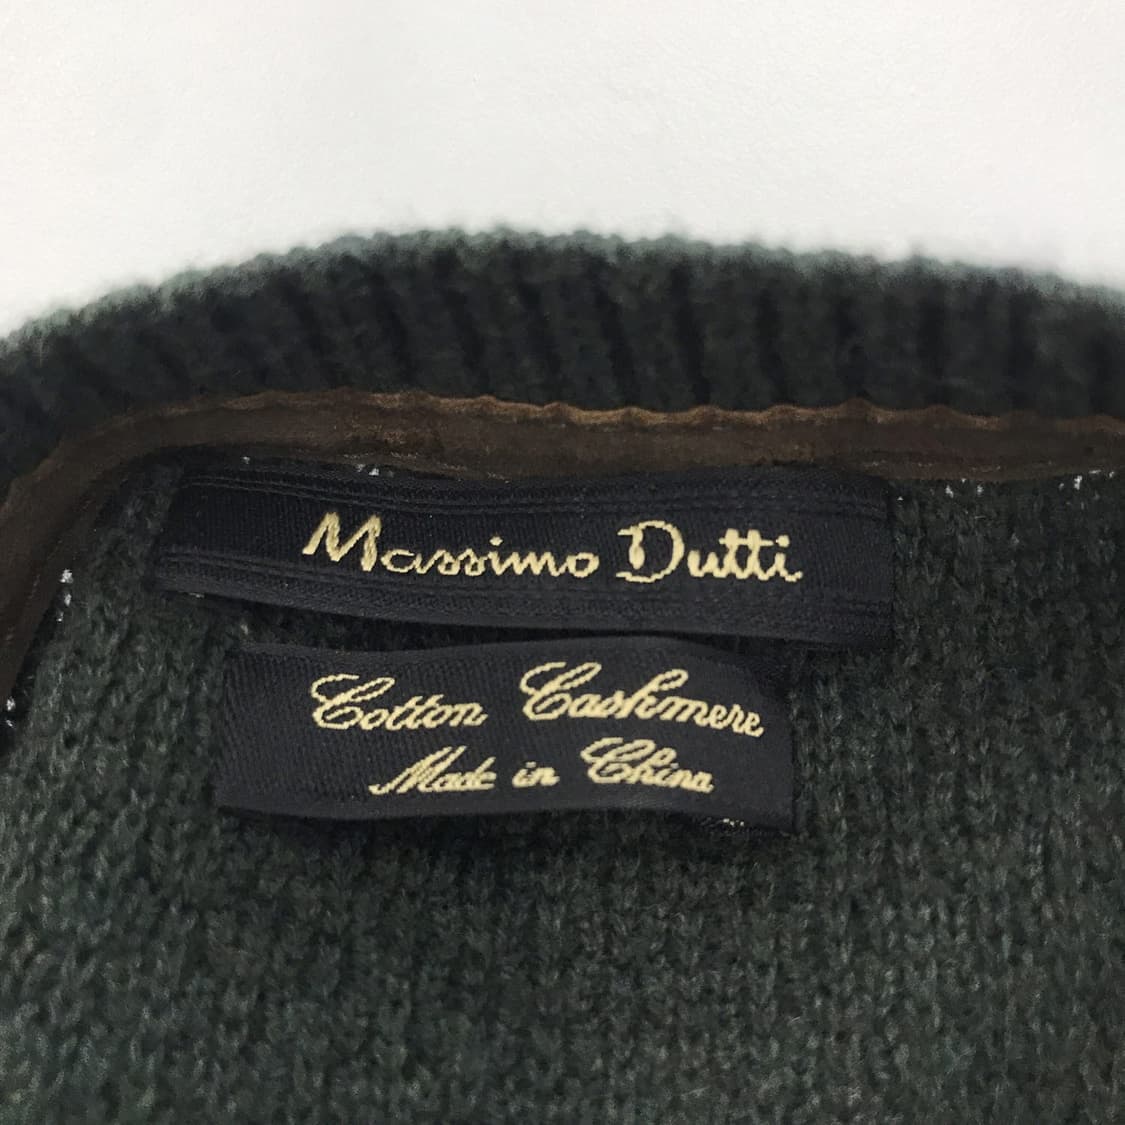 Massimo Dutti
Cotton Cashmere
Made in China